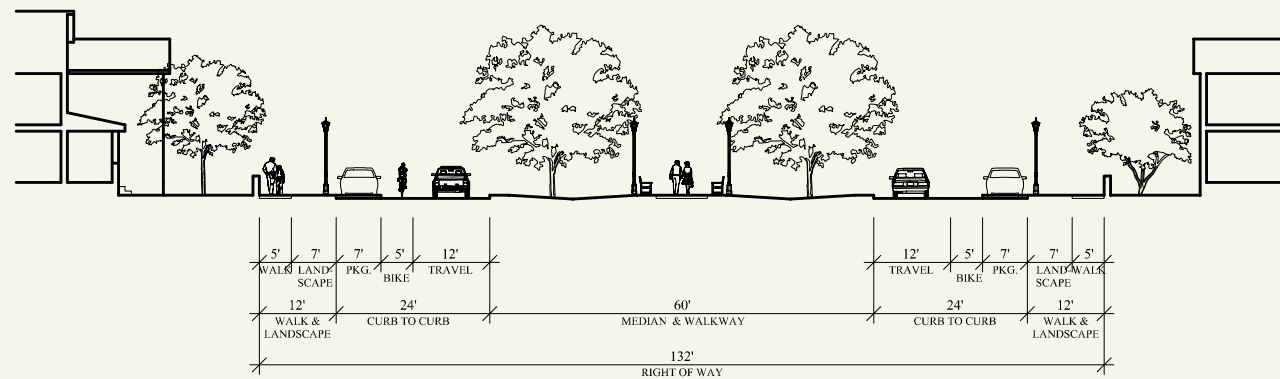 5' 7' 7' 5' 12' 12' 5' 7' 7' 5'
WALK LAND- PKG. TRAVEL TRAVEL PKG. LAND- WALK
SCAPE BIKE BIKE SCAPE
12' 24' 60' 24' 12'
WALK & CURB TO CURB MEDIAN & WALKWAY CURB TO CURB WALK &
LANDSCAPE LANDSCAPE
132'
RIGHT OF WAY